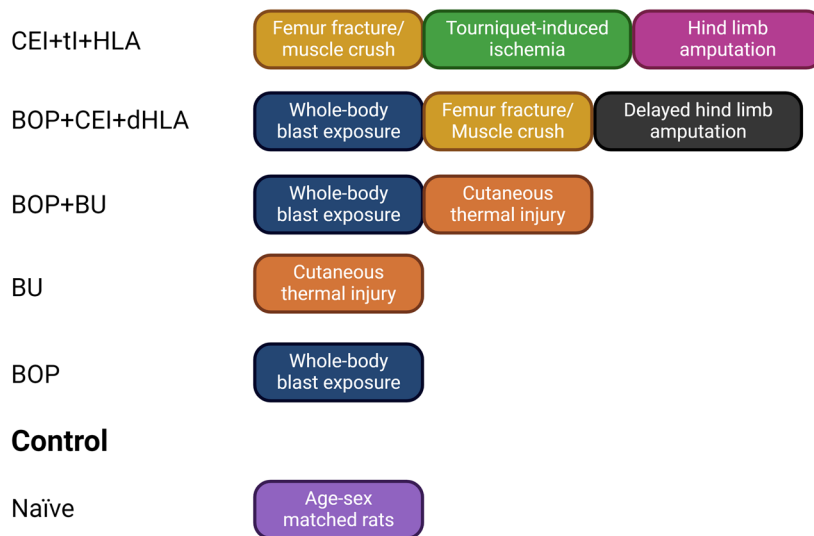 CEI+tI+HLA
Femur fracture/
muscle crush
Tourniquet-induced
ischemia
Hind limb
amputation
BOP+CEI+dHLA
Whole-body
blast exposure
Femur fracture/
Muscle crush
Delayed hind limb
amputation
BOP+BU
Whole-body
blast exposure
Cutaneous
thermal injury
BU
Cutaneous
thermal injury
BOP
Whole-body
blast exposure
Control
Naïve
Age-sex
matched rats